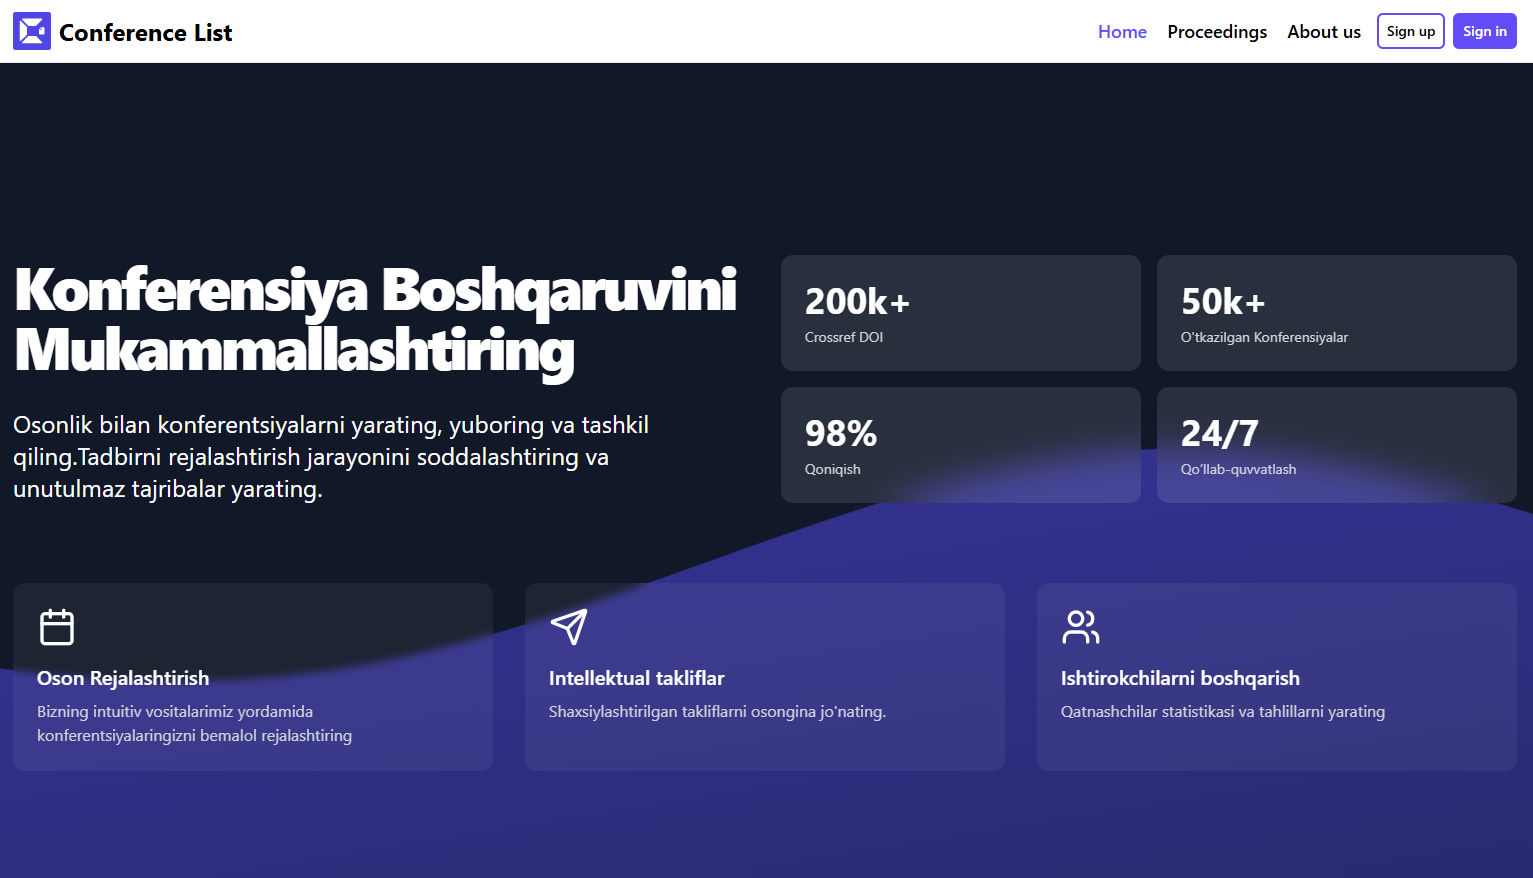 Conference List
Home
Proceedings
About us
Sign up
Sign in
Konferensiya Boshqaruvini
Mukammallashtiring
Osonlik bilan konferentsiyalarni yarating, yuboring va tashkil
qiling.Tadbirni rejalashtirish jarayonini soddalashtiring va
unutulmaz tajribalar yarating.
200k+
Crossref DOI
50k+
O'tkazilgan Konferensiyalar
98%
Qoniqish
24/7
Qo‘llab-quvvatlash
Oson Rejalashtirish
Bizning intuitiv vositalarimiz yordamida
konferentsiyalaringizni bemalol rejalashtiring
Intellektual takliflar
Shaxsiylashtirilgan takliflarni osongina jo'nating.
Ishtirokchilarni boshqarish
Qatnashchilar statistikasi va tahlillarni yarating